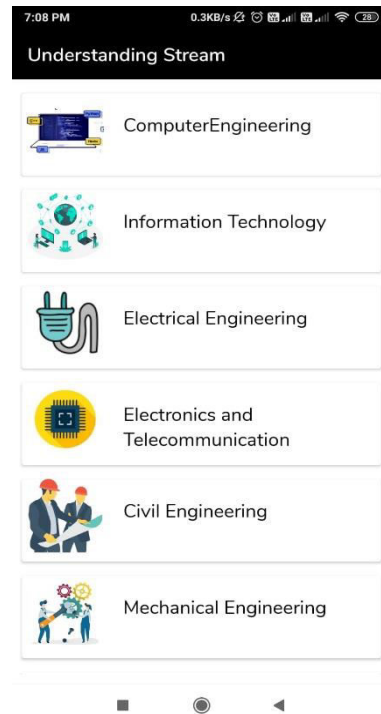 7:08 PM 0.3KB/s 28
Understanding Stream
ComputerEngineering
Information Technology
Electrical Engineering
Electronics and
Telecommunication
Civil Engineering
Mechanical Engineering